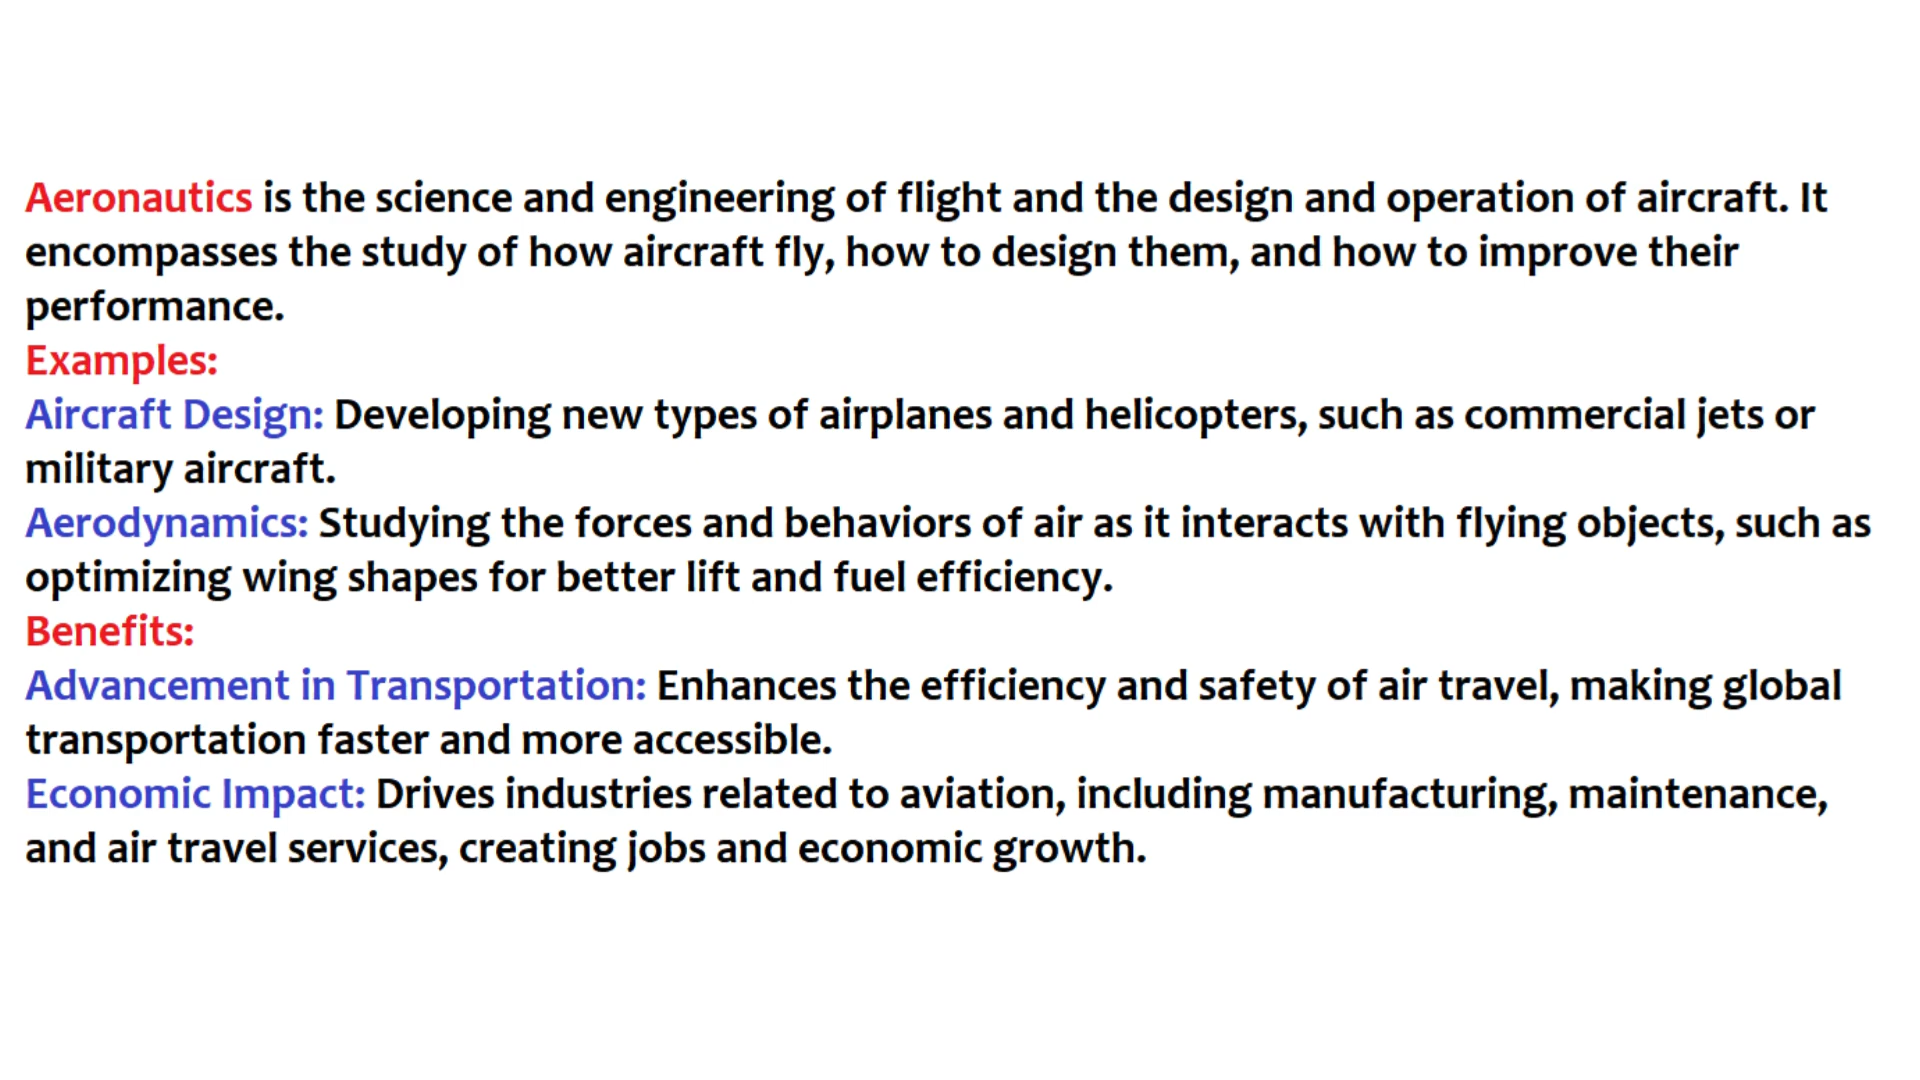 Aeronautics is the science and engineering of flight and the design and operation of aircraft. It
encompasses the study of how aircraft fly, how to design them, and how to improve their
performance.
Examples:
Aircraft Design: Developing new types of airplanes and helicopters, such as commercial jets or
military aircraft.
Aerodynamics: Studying the forces and behaviors of air as it interacts with flying objects, such as
optimizing wing shapes for better lift and fuel efficiency.
Benefits:
Advancement in Transportation: Enhances the efficiency and safety of air travel, making global
transportation faster and more accessible.
Economic Impact: Drives industries related to aviation, including manufacturing, maintenance,
and air travel services, creating jobs and economic growth.